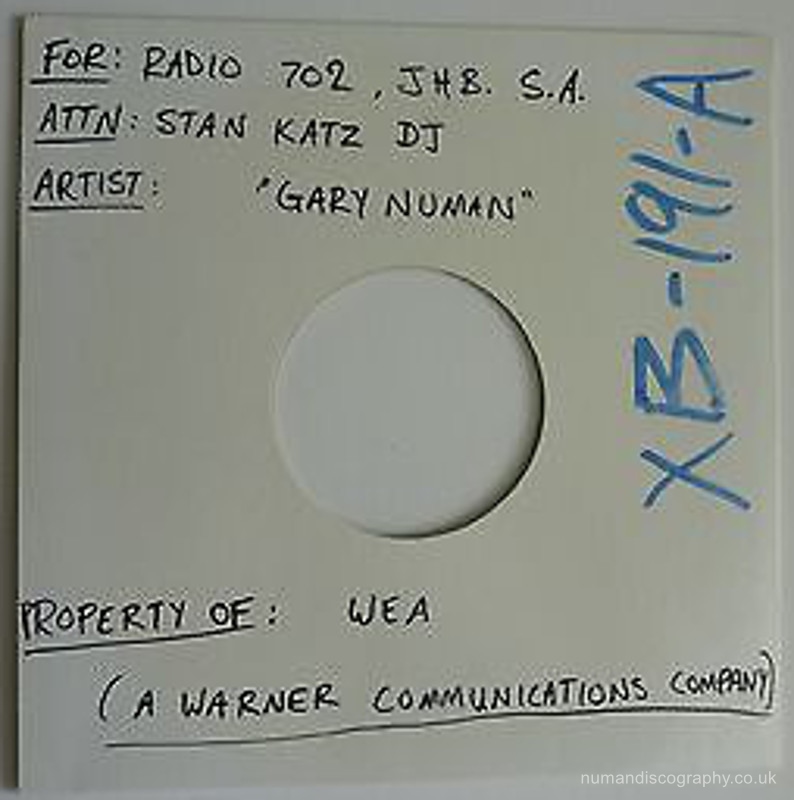 FOR: RADIO 702, JHB. S.A.
ATTN: STAN KATZ DJ
ARTIST: "GARY NUMAN"
XB-191-A
PROPERTY OF: WEA
(A WARNER COMMUNICATIONS COMPANY)
numandiscography.co.uk